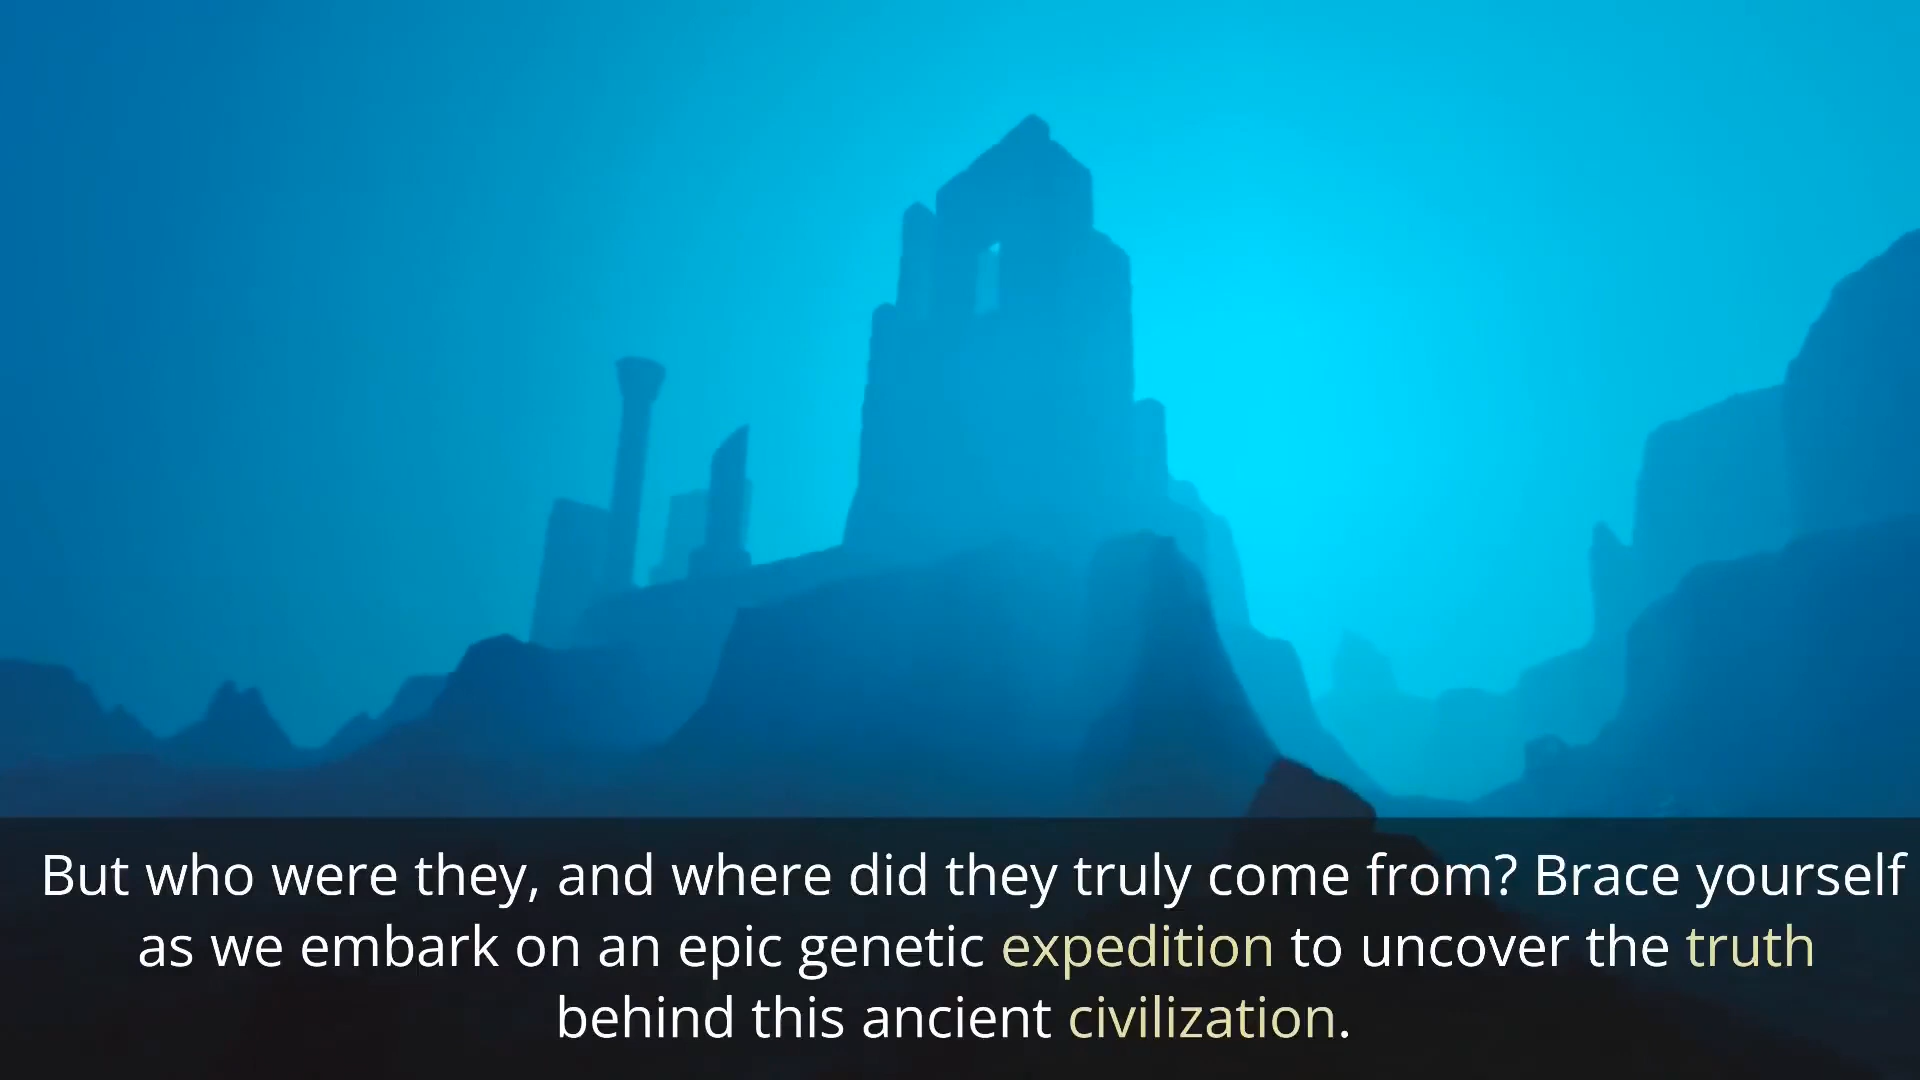 But who were they, and where did they truly come from? Brace yourself
as we embark on an epic genetic expedition to uncover the truth
behind this ancient civilization.